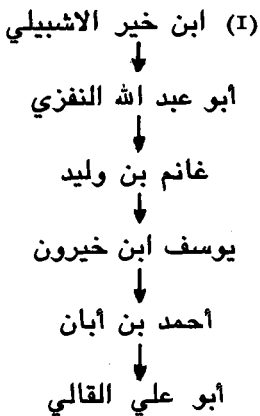 (I) ابن خير الاشبيلي
أبو عبد الله النفزي
غانم بن وليد
يوسف ابن خيرون
أحمد بن أبان
أبو علي القالي